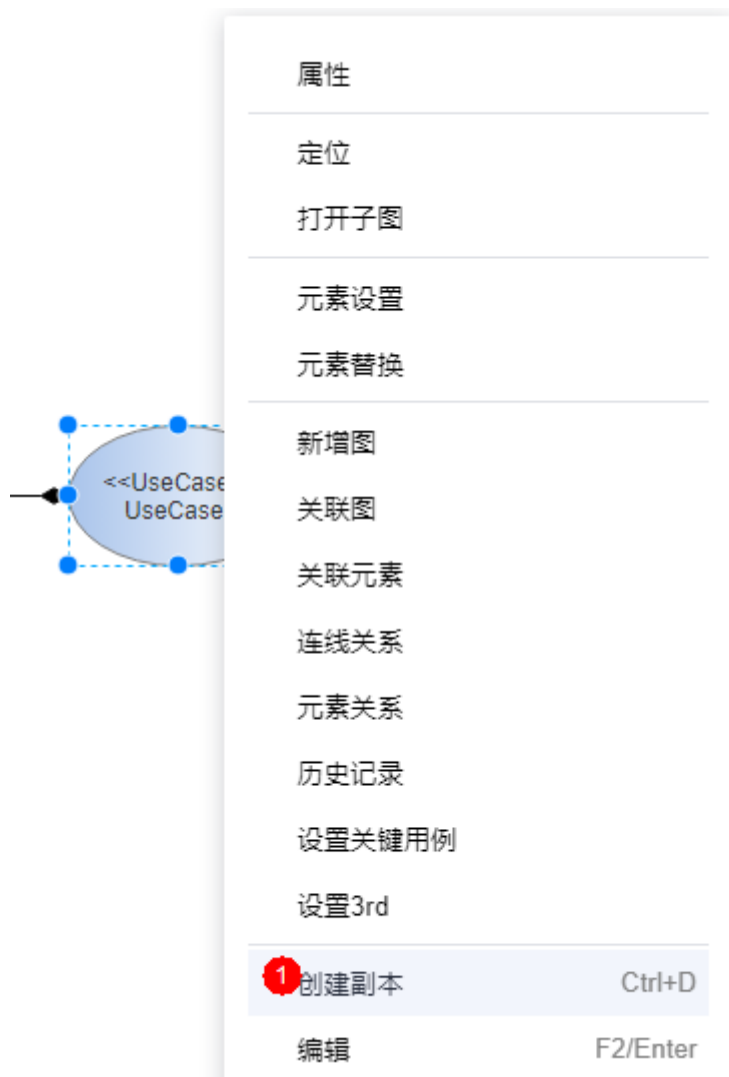 属性
定位
打开子图
元素设置
元素替换
新增图
<<UseCase
UseCase
关联图
关联元素
连线关系
元素关系
历史记录
设置关键用例
设置3rd
1
创建副本 Ctrl+D
编辑 F2/Enter